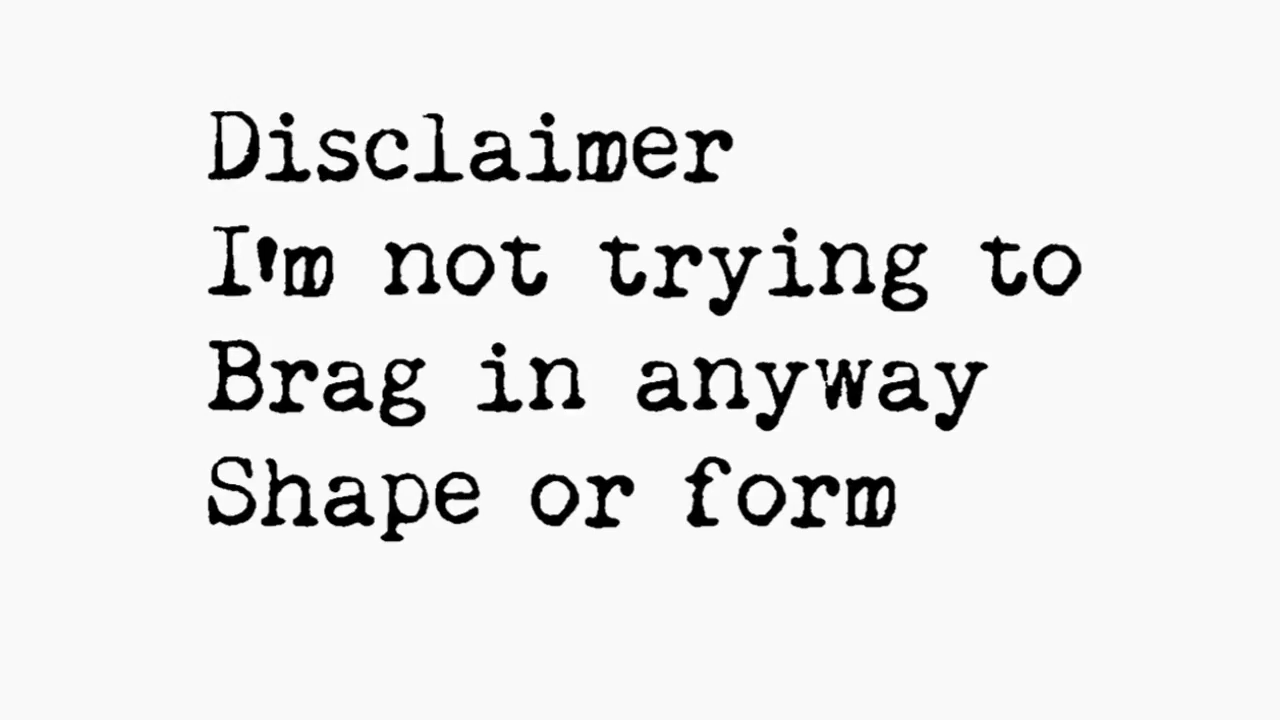 Disclaimer
I'm not trying to
Brag in anyway
Shape or form